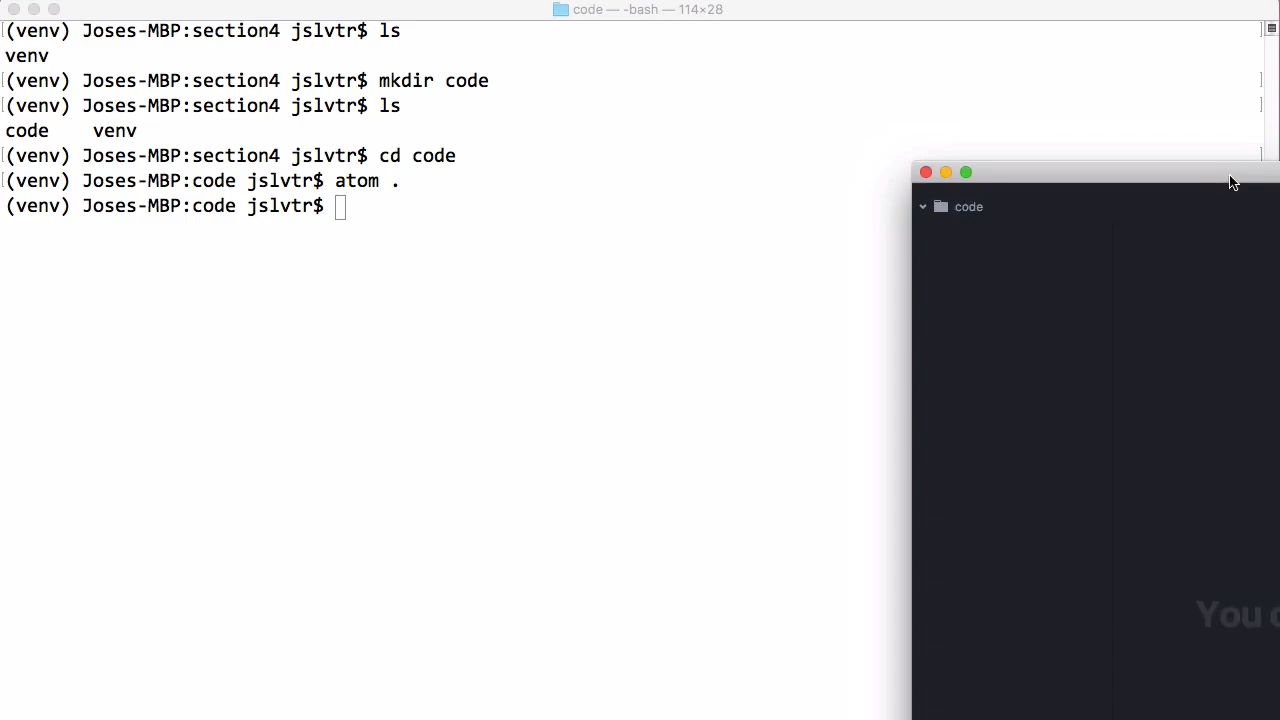 code — -bash — 114×28
(venv) Joses-MBP:section4 jslvtr$ ls
venv
(venv) Joses-MBP:section4 jslvtr$ mkdir code
(venv) Joses-MBP:section4 jslvtr$ ls
code    venv
(venv) Joses-MBP:section4 jslvtr$ cd code
(venv) Joses-MBP:code jslvtr$ atom .
(venv) Joses-MBP:code jslvtr$
code
You